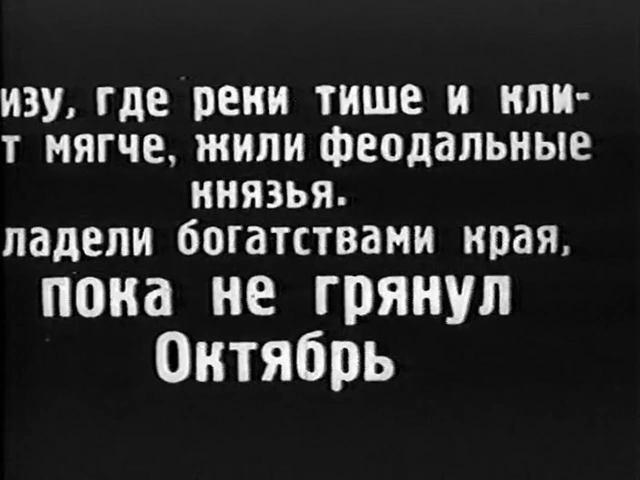 изу, где реки тише и кли-
т мягче, жили феодальные
князья.
ладели богатствами края,
пока не грянул
Октябрь